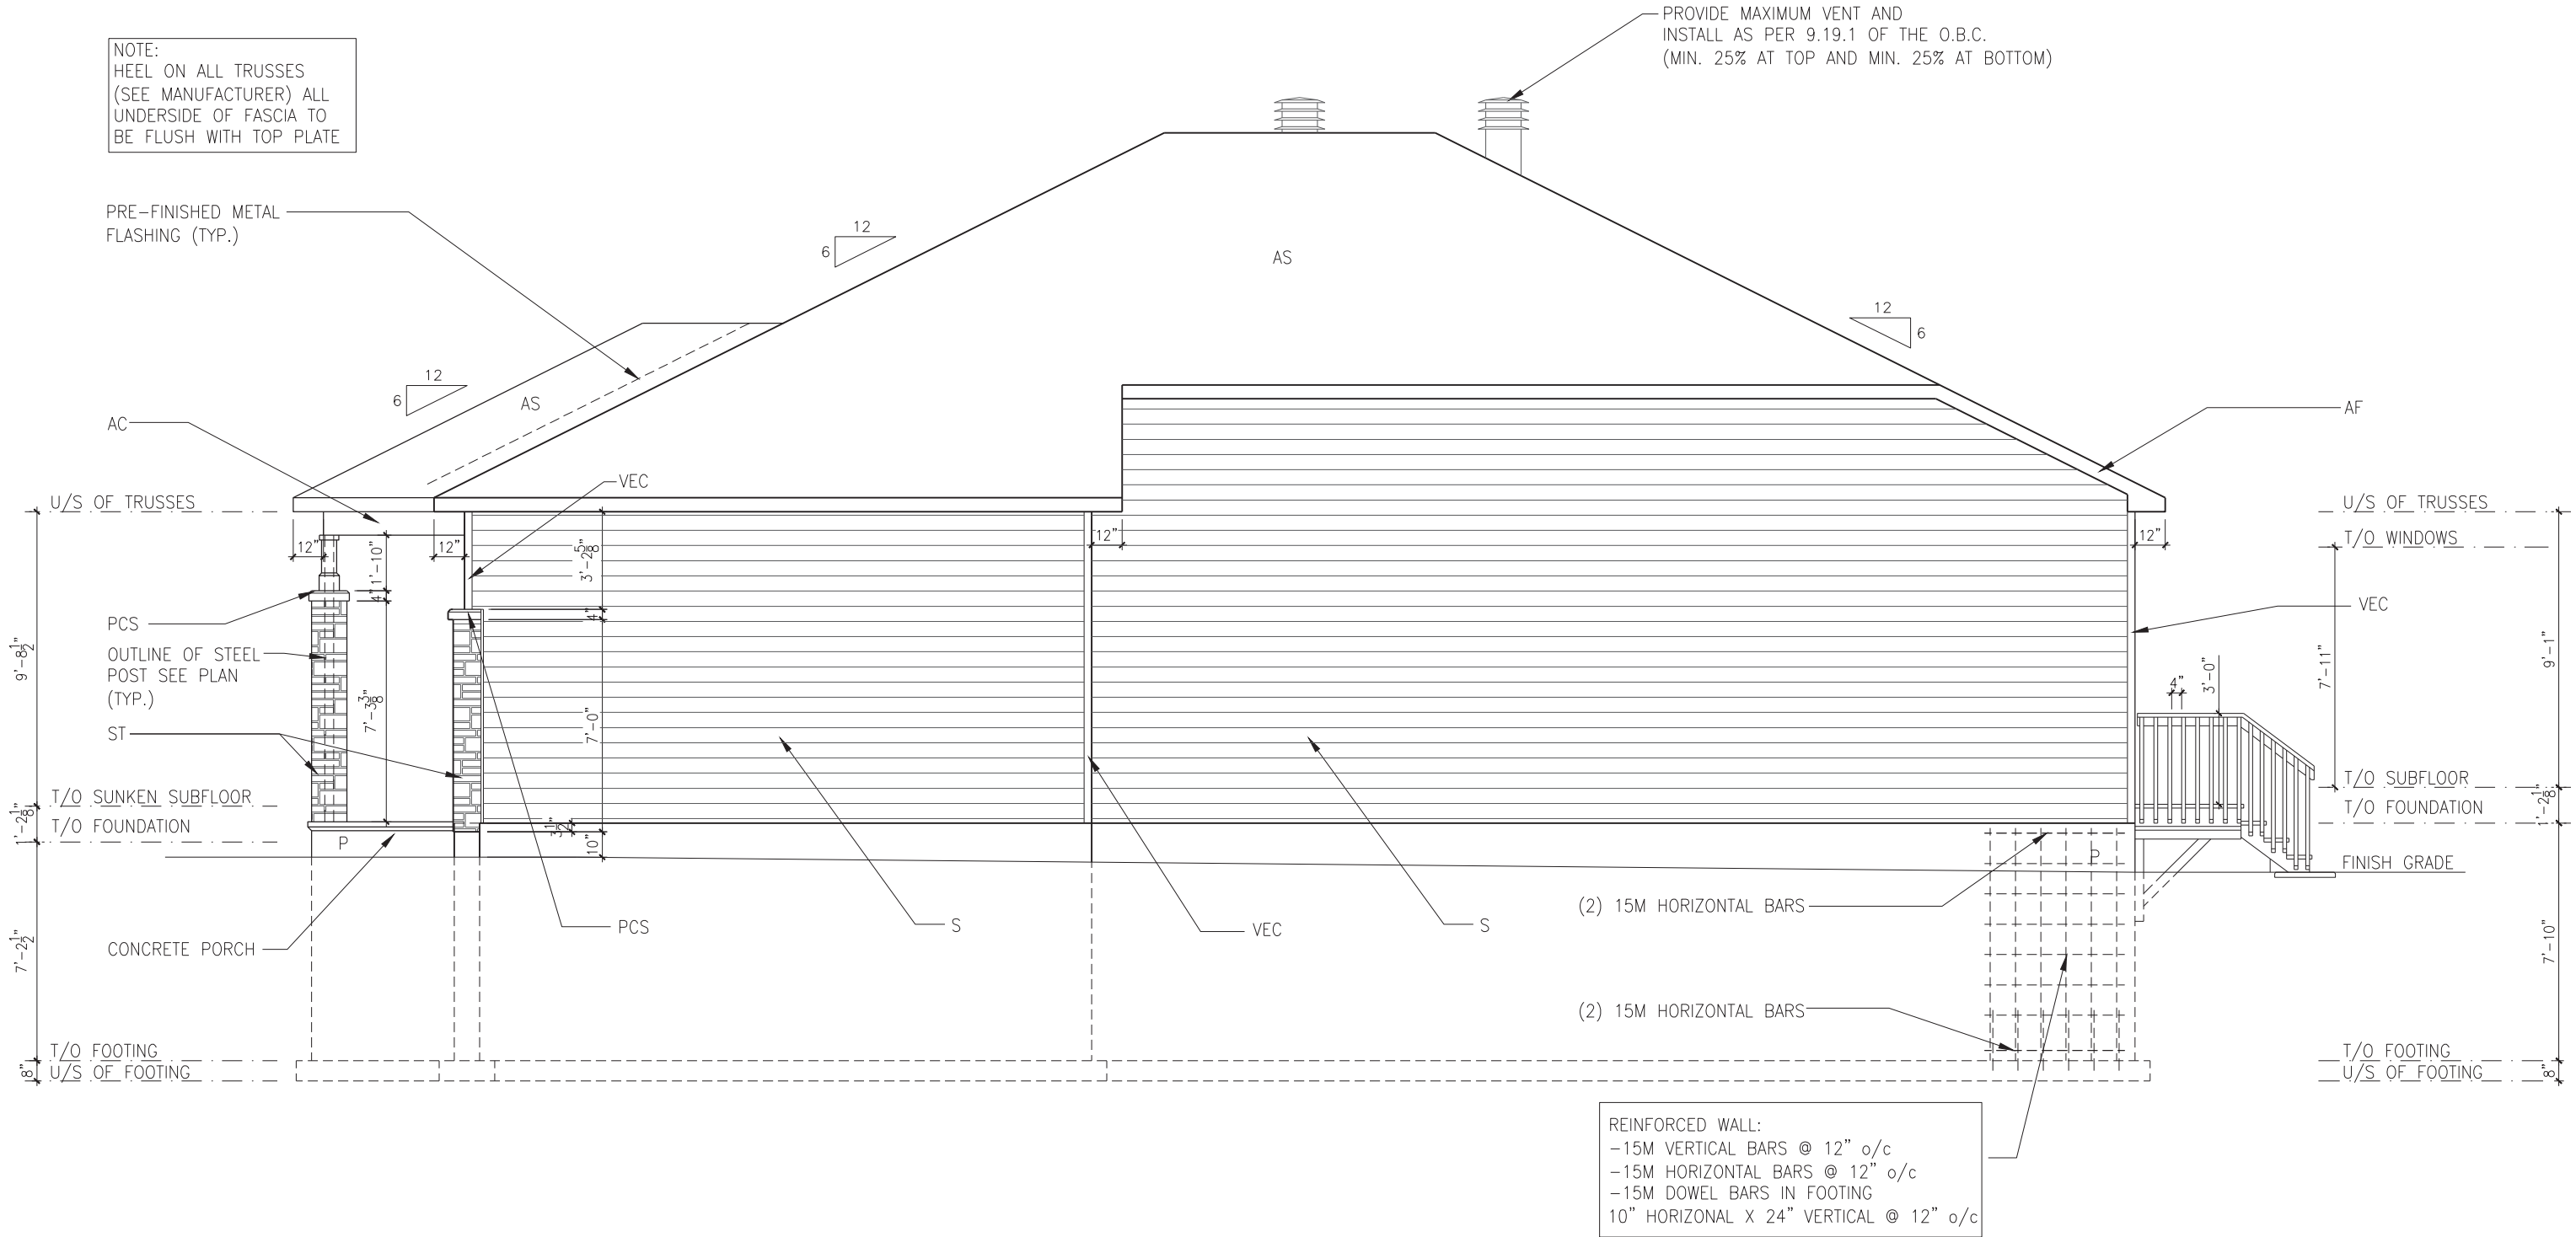 PROVIDE MAXIMUM VENT AND
INSTALL AS PER 9.19.1 OF THE O.B.C.
(MIN. 25% AT TOP AND MIN. 25% AT BOTTOM)
NOTE:
HEEL ON ALL TRUSSES
(SEE MANUFACTURER) ALL
UNDERSIDE OF FASCIA TO
BE FLUSH WITH TOP PLATE
PRE-FINISHED METAL
FLASHING (TYP.)
12
6
AS
12
6
12
6
AS
AC
AF
VEC
U/S OF TRUSSES
U/S OF TRUSSES
T/O WINDOWS
12"
12"
12"
12"
1'-10"
4"
3'-2 5/8"
4"
PCS
VEC
OUTLINE OF STEEL
POST SEE PLAN
(TYP.)
9'-8 1/2"
7'-3 3/8"
7'-0"
7'-11"
9'-1"
3'-0"
4"
ST
T/O SUNKEN SUBFLOOR
T/O SUBFLOOR
T/O FOUNDATION
T/O FOUNDATION
1'-2 1/8"
1'-2 1/8"
P
3 1/2"
10"
P
FINISH GRADE
(2) 15M HORIZONTAL BARS
PCS
S
VEC
S
CONCRETE PORCH
7'-2 1/2"
7'-10"
(2) 15M HORIZONTAL BARS
T/O FOOTING
T/O FOOTING
U/S OF FOOTING
U/S OF FOOTING
8"
8"
REINFORCED WALL:
-15M VERTICAL BARS @ 12" o/c
-15M HORIZONTAL BARS @ 12" o/c
-15M DOWEL BARS IN FOOTING
10" HORIZONAL X 24" VERTICAL @ 12" o/c